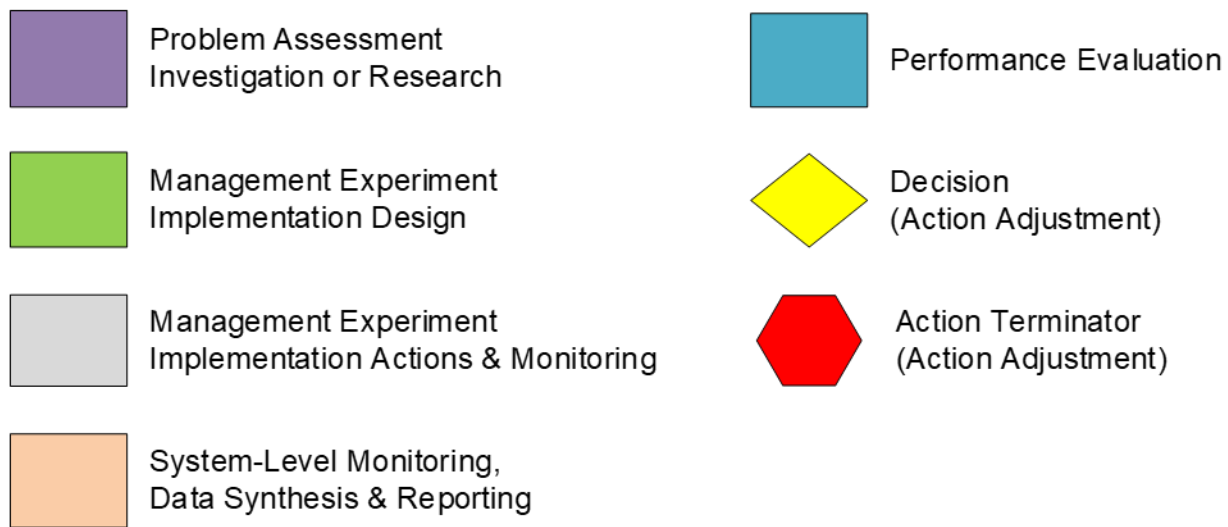 Problem Assessment
Investigation or Research
Management Experiment
Implementation Design
Management Experiment
Implementation Actions & Monitoring
System-Level Monitoring,
Data Synthesis & Reporting
Performance Evaluation
Decision
(Action Adjustment)
Action Terminator
(Action Adjustment)